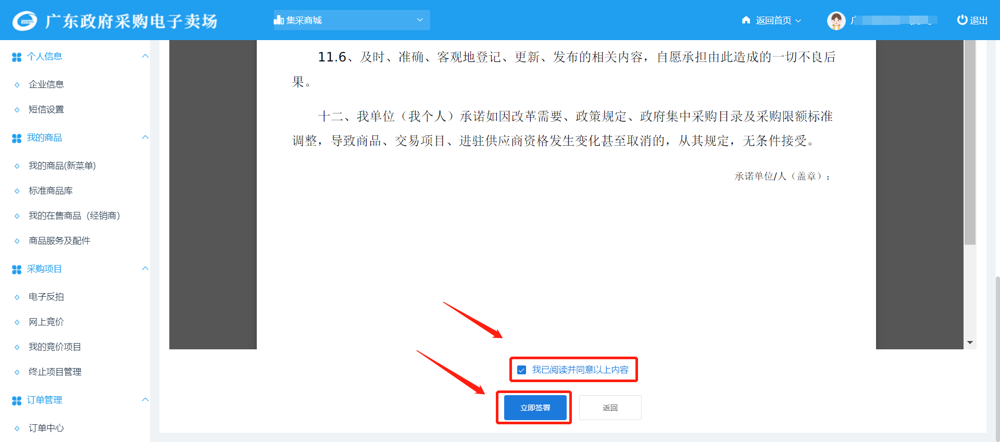 广东政府采购电子卖场
集采商城
返回首页
广
退出
个人信息
企业信息
短信设置
我的商品
我的商品(新菜单)
标准商品库
我的在售商品（经销商）
商品服务及配件
采购项目
电子反拍
网上竞价
我的竞价项目
终止项目管理
订单管理
订单中心
11.6、及时、准确、客观地登记、更新、发布的相关内容，自愿承担由此造成的一切不良后
果。
十二、我单位（我个人）承诺如因改革需要、政策规定、政府集中采购目录及采购限额标准
调整，导致商品、交易项目、进驻供应商资格发生变化甚至取消的，从其规定，无条件接受。
承诺单位/人（盖章）：
我已阅读并同意以上内容
立即签署
返回